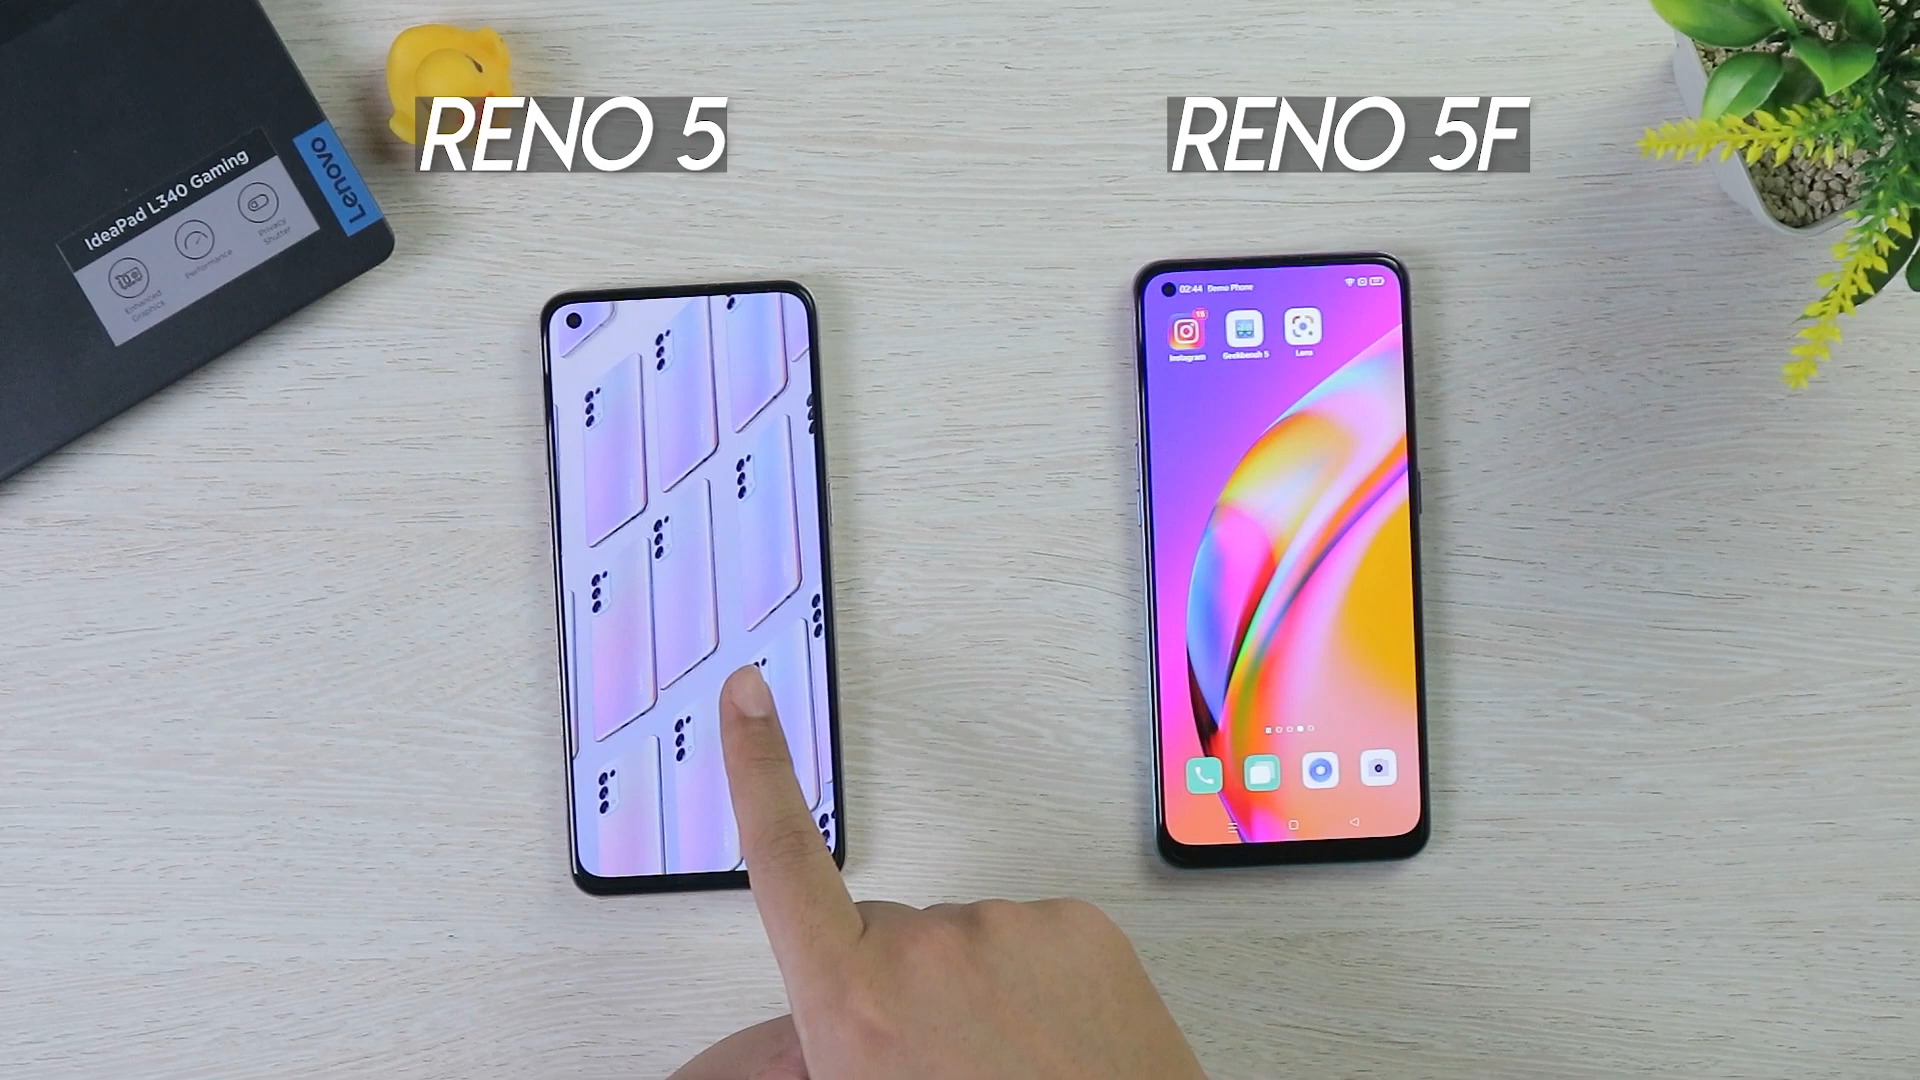 RENO 5
RENO 5F
IdeaPad L340 Gaming
Lenovo
Enhanced
Graphics
Performance
Privacy
Shutter
02:44 Demo Phone
15
Instagram
Geekbench 5
Lens